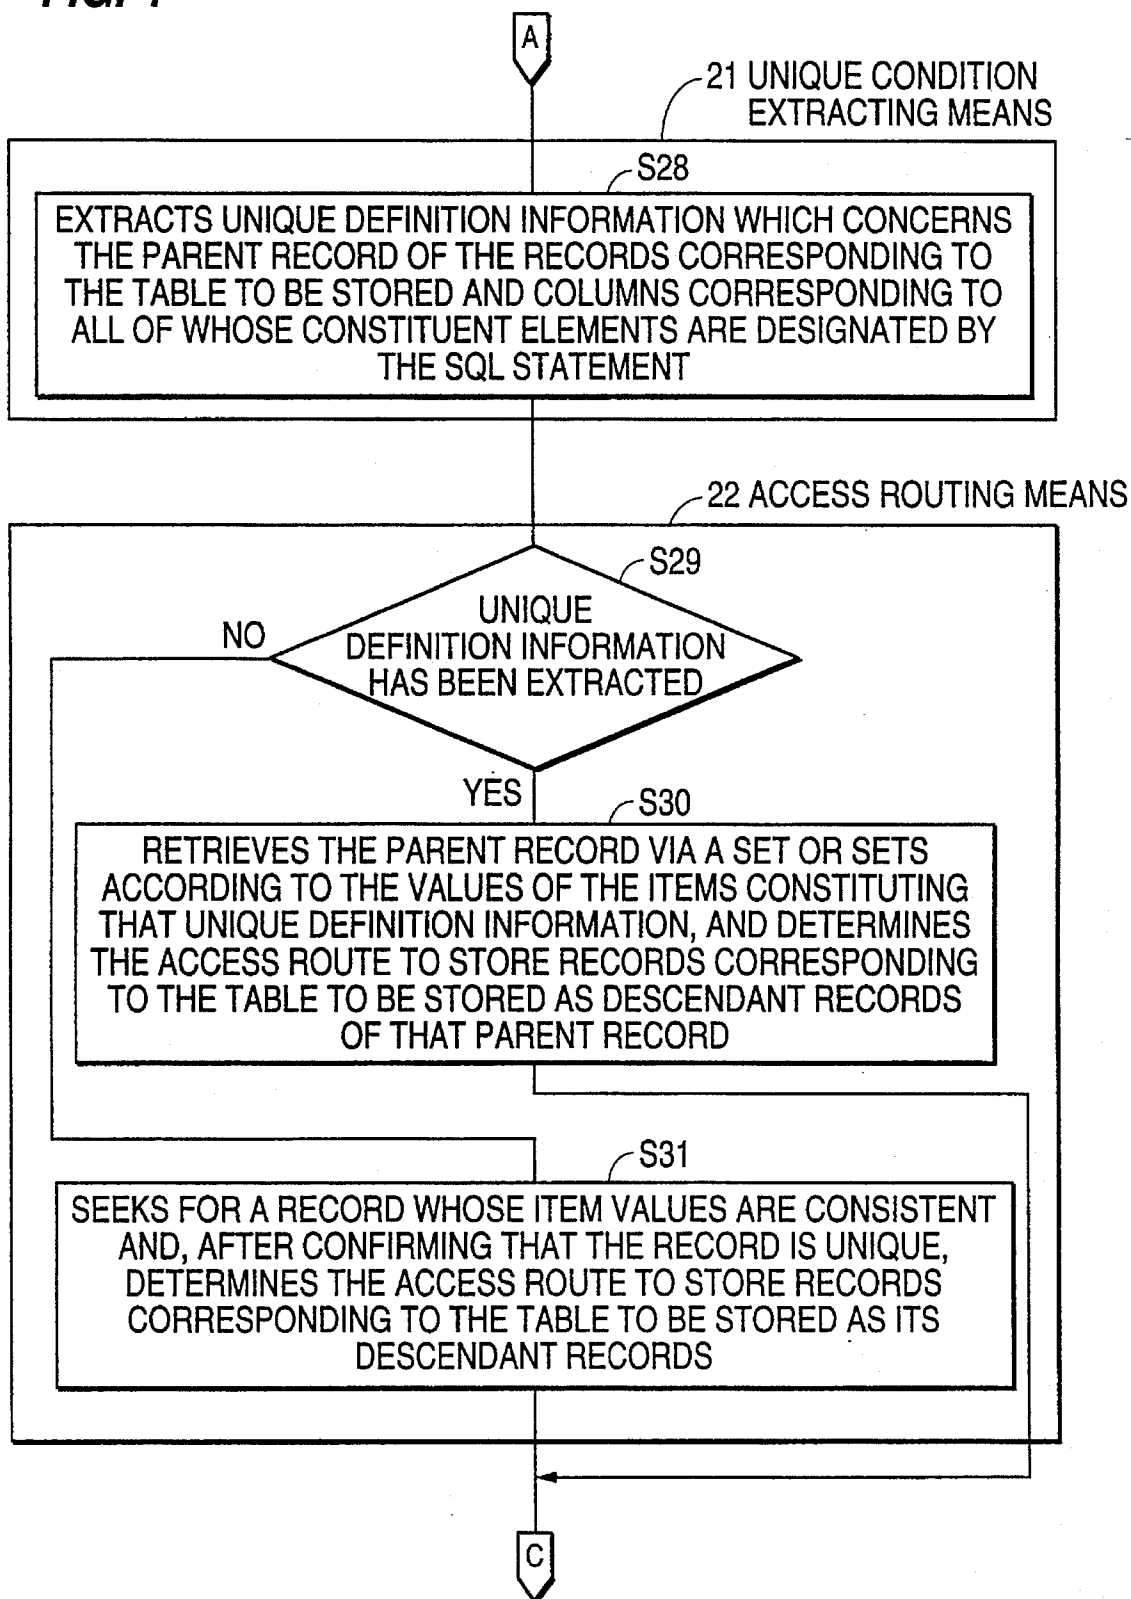 A
21 UNIQUE CONDITION
EXTRACTING MEANS
S28
EXTRACTS UNIQUE DEFINITION INFORMATION WHICH CONCERNS
THE PARENT RECORD OF THE RECORDS CORRESPONDING TO
THE TABLE TO BE STORED AND COLUMNS CORRESPONDING TO
ALL OF WHOSE CONSTITUENT ELEMENTS ARE DESIGNATED BY
THE SQL STATEMENT
22 ACCESS ROUTING MEANS
S29
UNIQUE
DEFINITION INFORMATION
HAS BEEN EXTRACTED
NO
YES
S30
RETRIEVES THE PARENT RECORD VIA A SET OR SETS
ACCORDING TO THE VALUES OF THE ITEMS CONSTITUTING
THAT UNIQUE DEFINITION INFORMATION, AND DETERMINES
THE ACCESS ROUTE TO STORE RECORDS CORRESPONDING
TO THE TABLE TO BE STORED AS DESCENDANT RECORDS
OF THAT PARENT RECORD
S31
SEEKS FOR A RECORD WHOSE ITEM VALUES ARE CONSISTENT
AND, AFTER CONFIRMING THAT THE RECORD IS UNIQUE,
DETERMINES THE ACCESS ROUTE TO STORE RECORDS
CORRESPONDING TO THE TABLE TO BE STORED AS ITS
DESCENDANT RECORDS
C